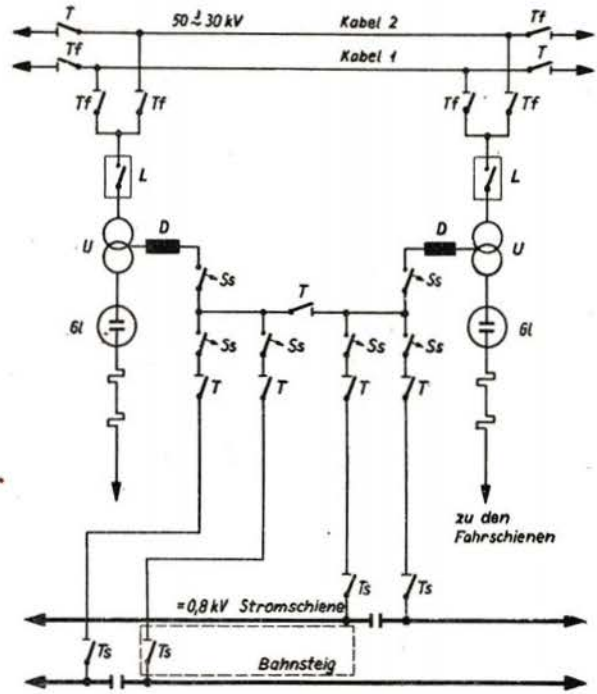 T
50 ≈ 30 kV
Kabel 2
Tf
Tf
Kabel 1
T
Tf
Tf
Tf
Tf
L
L
D
D
U
U
Ss
Ss
T
Gl
Ss
Ss
Ss
Ss
Gl
T
T
T
T
zu den
Fahrschienen
Ts
Ts
=0,8 kV Stromschiene
Ts
Ts
Bahnsteig